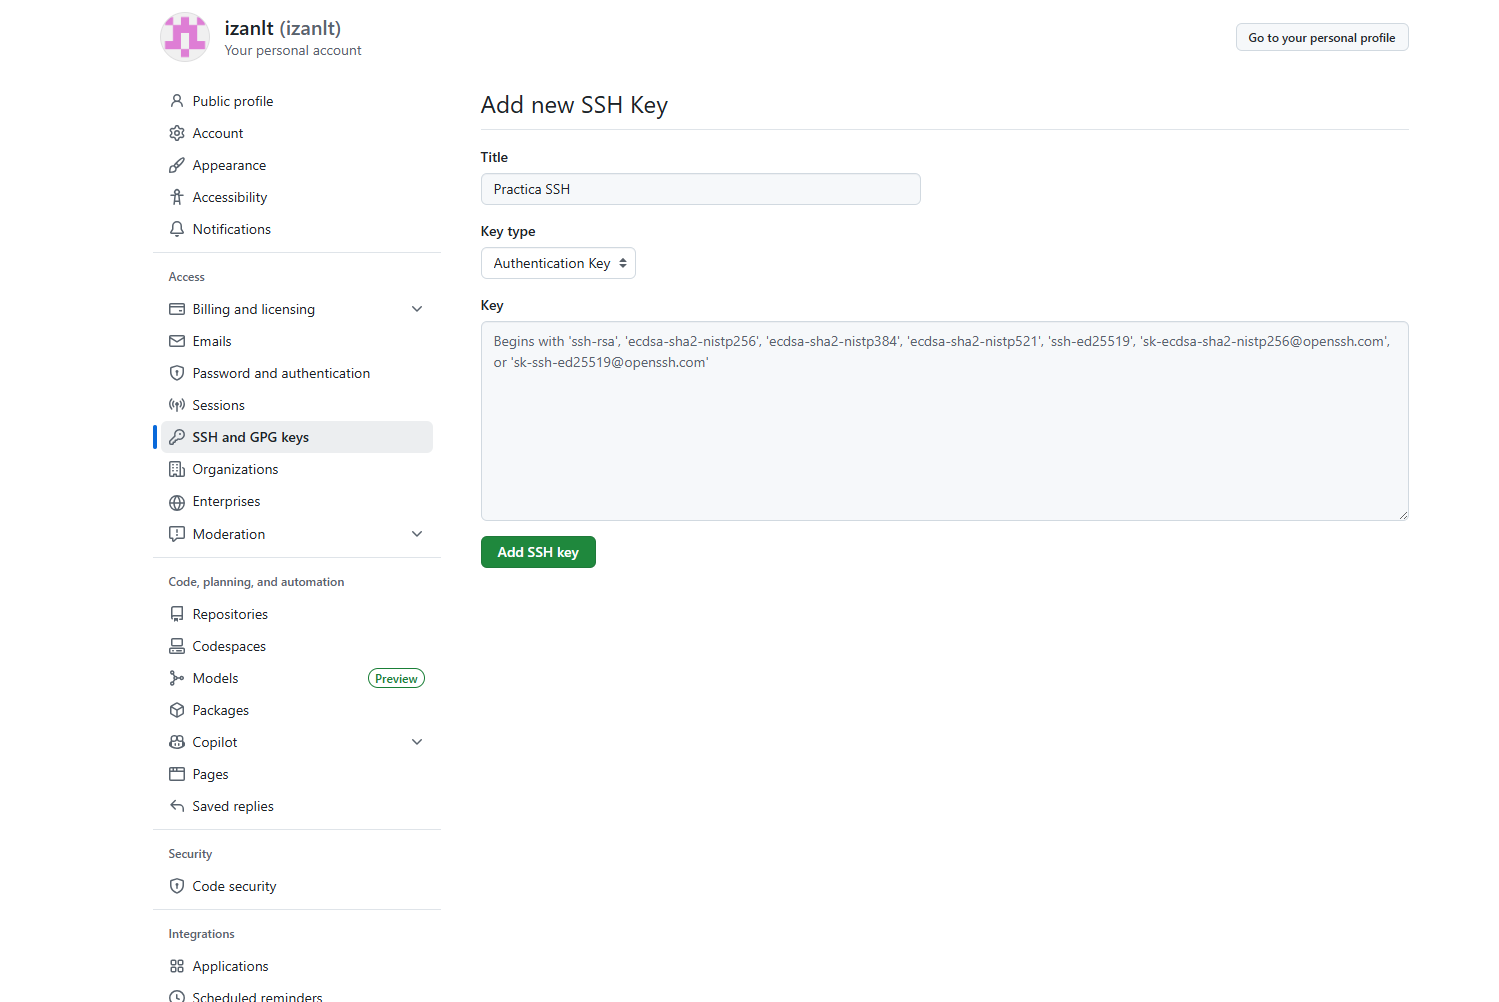 izanlt (izanlt)
Your personal account
Go to your personal profile
Public profile
Account
Appearance
Accessibility
Notifications
Access
Billing and licensing
Emails
Password and authentication
Sessions
SSH and GPG keys
Organizations
Enterprises
Moderation
Code, planning, and automation
Repositories
Codespaces
Models Preview
Packages
Copilot
Pages
Saved replies
Security
Code security
Integrations
Applications
Scheduled reminders
Add new SSH Key
Title
Practica SSH
Key type
Authentication Key
Key
Begins with 'ssh-rsa', 'ecdsa-sha2-nistp256', 'ecdsa-sha2-nistp384', 'ecdsa-sha2-nistp521', 'ssh-ed25519', 'sk-ecdsa-sha2-nistp256@openssh.com',
or 'sk-ssh-ed25519@openssh.com'
Add SSH key